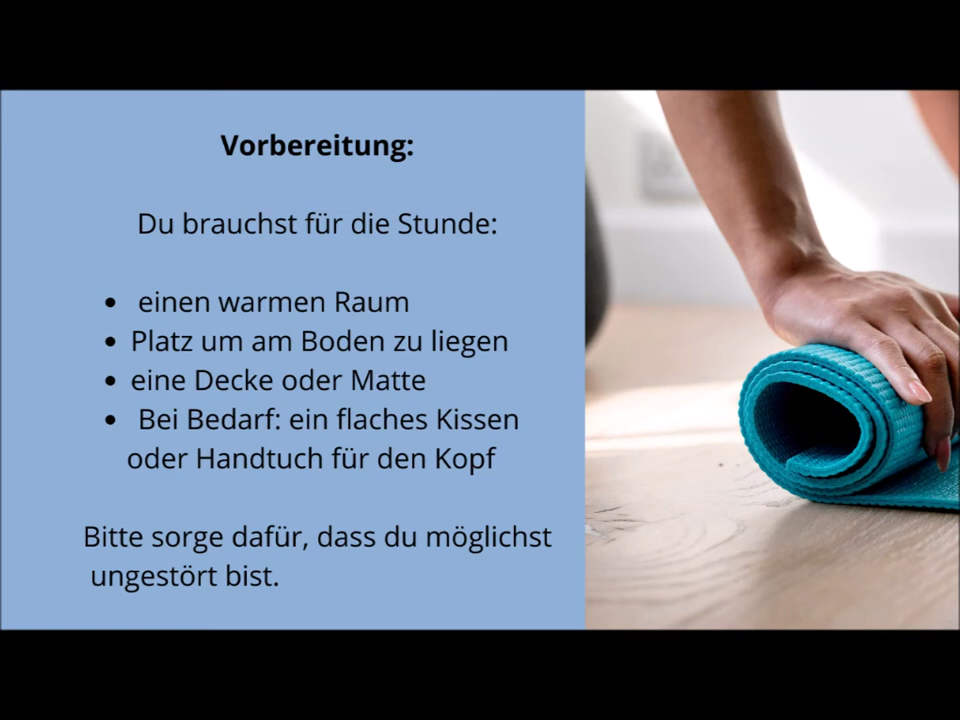 Vorbereitung:
Du brauchst für die Stunde:
• einen warmen Raum
• Platz um am Boden zu liegen
• eine Decke oder Matte
• Bei Bedarf: ein flaches Kissen
oder Handtuch für den Kopf
Bitte sorge dafür, dass du möglichst
ungestört bist.